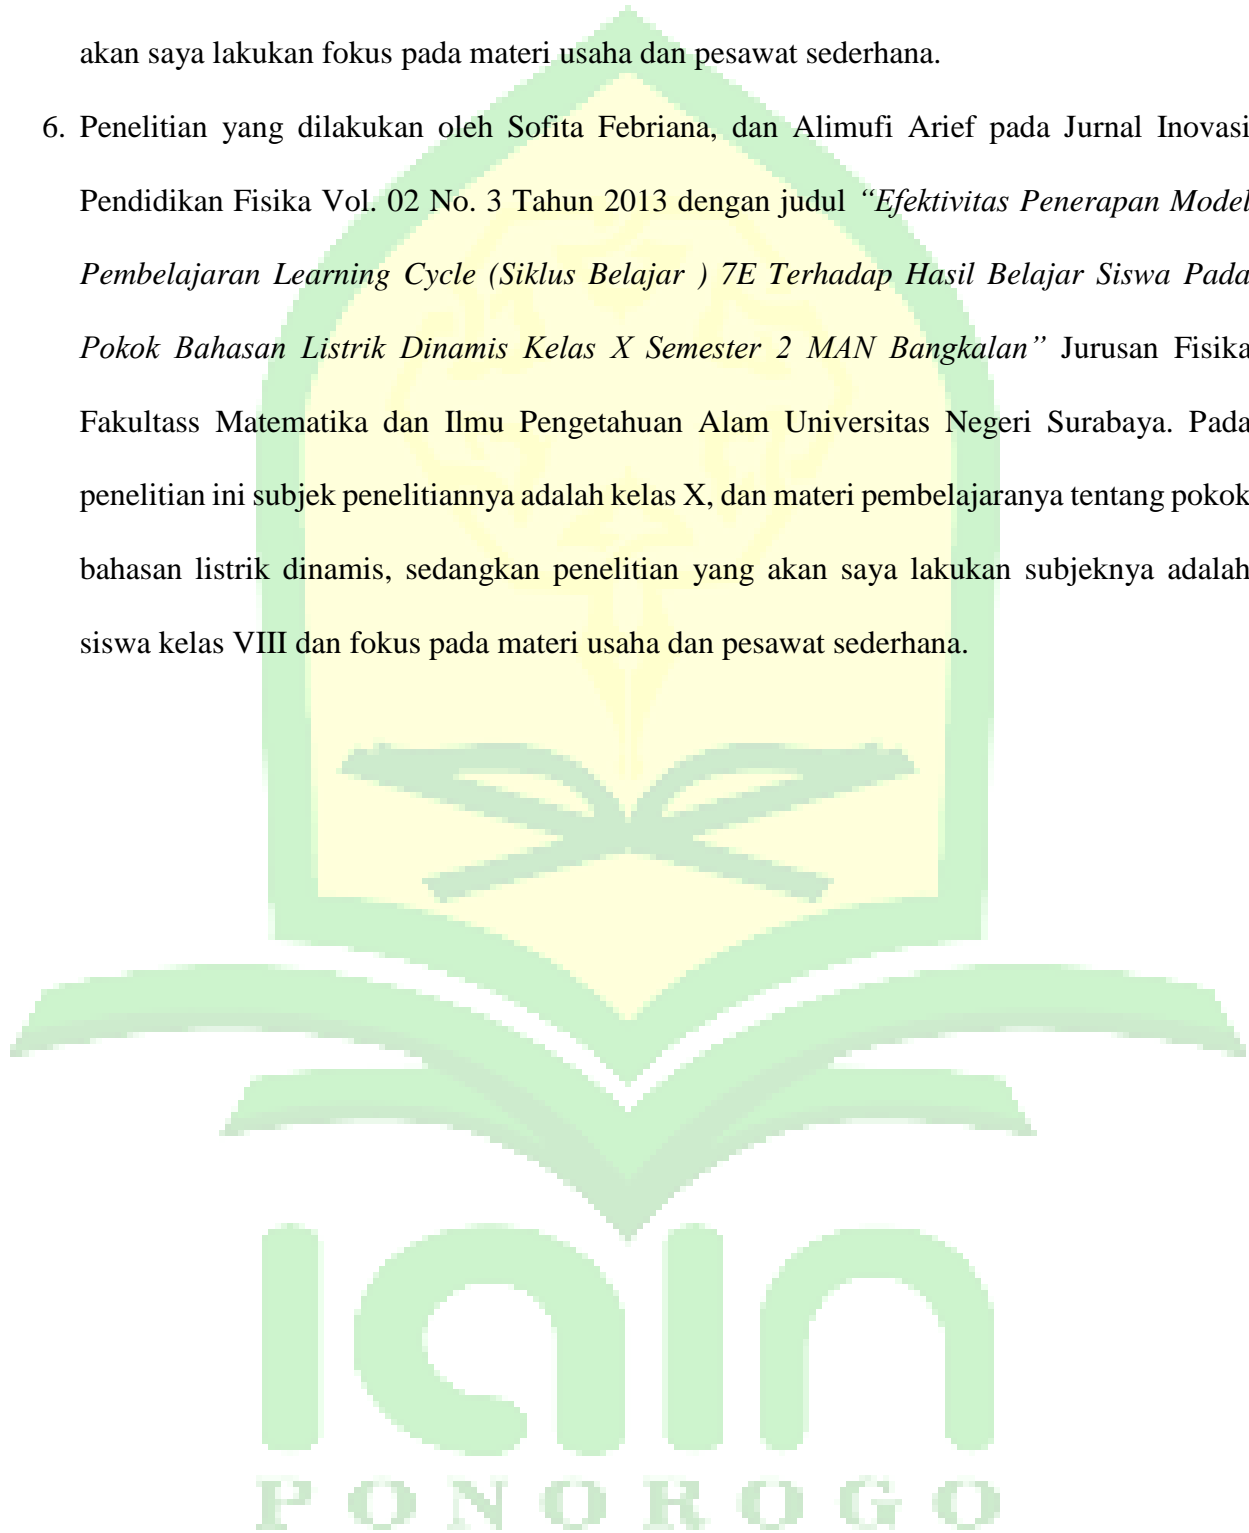 akan saya lakukan fokus pada materi usaha dan pesawat sederhana.
6. Penelitian yang dilakukan oleh Sofita Febriana, dan Alimufi Arief pada Jurnal Inovasi
Pendidikan Fisika Vol. 02 No. 3 Tahun 2013 dengan judul “Efektivitas Penerapan Model
Pembelajaran Learning Cycle (Siklus Belajar ) 7E Terhadap Hasil Belajar Siswa Pada
Pokok Bahasan Listrik Dinamis Kelas X Semester 2 MAN Bangkalan” Jurusan Fisika
Fakultass Matematika dan Ilmu Pengetahuan Alam Universitas Negeri Surabaya. Pada
penelitian ini subjek penelitiannya adalah kelas X, dan materi pembelajaranya tentang pokok
bahasan listrik dinamis, sedangkan penelitian yang akan saya lakukan subjeknya adalah
siswa kelas VIII dan fokus pada materi usaha dan pesawat sederhana.
iain
PONOROGO